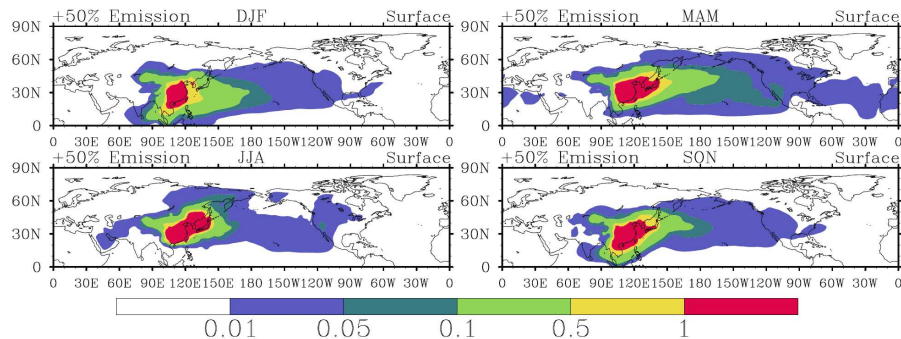 +50% Emission DJF Surface
90N
60N
30N
0
0 30E 60E 90E 120E 150E 180 150W 120W 90W 60W 30W 0
+50% Emission MAM Surface
90N
60N
30N
0
0 30E 60E 90E 120E 150E 180 150W 120W 90W 60W 30W 0
+50% Emission JJA Surface
90N
60N
30N
0
0 30E 60E 90E 120E 150E 180 150W 120W 90W 60W 30W 0
+50% Emission SON Surface
90N
60N
30N
0
0 30E 60E 90E 120E 150E 180 150W 120W 90W 60W 30W 0
0.01 0.05 0.1 0.5 1